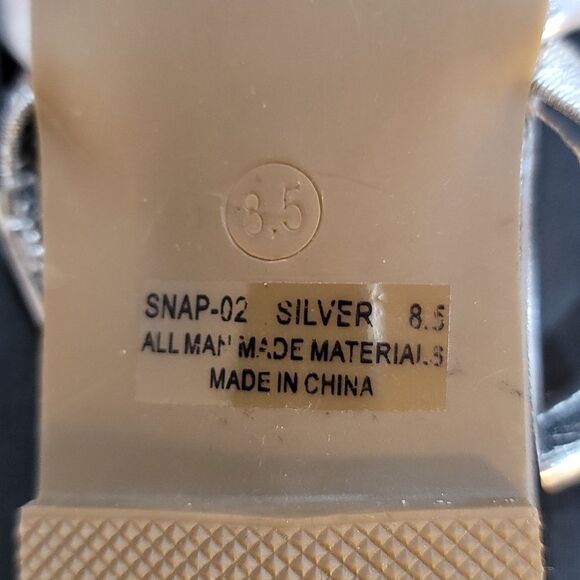 8.5
SNAP-02 SILVER 8.5
ALL MAN MADE MATERIALS
MADE IN CHINA